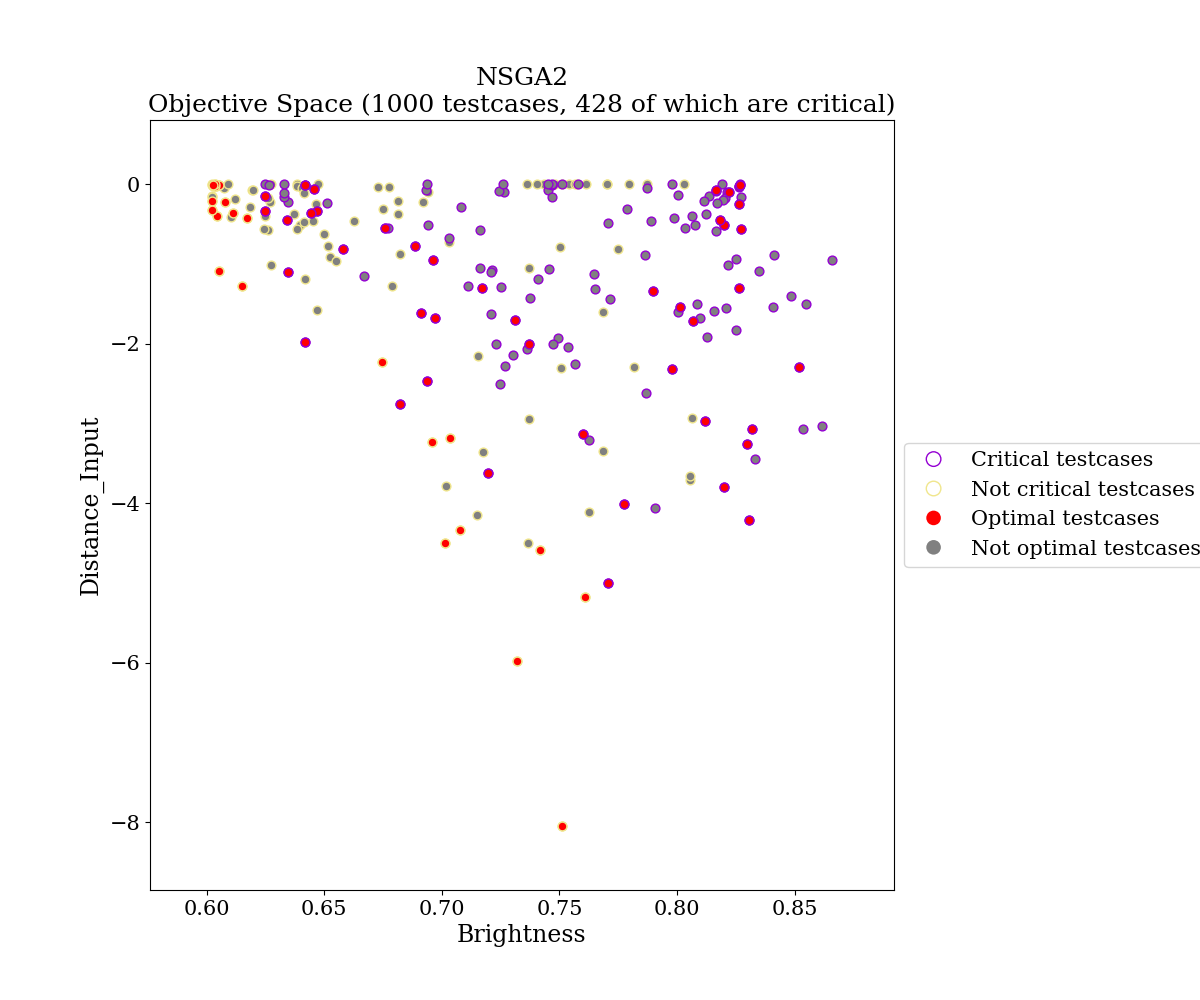 NSGA2
Objective Space (1000 testcases, 428 of which are critical)
0
−2
−4
−6
−8
Distance_Input
0.60
0.65
0.70
0.75
0.80
0.85
Brightness
Critical testcases
Not critical testcases
Optimal testcases
Not optimal testcases